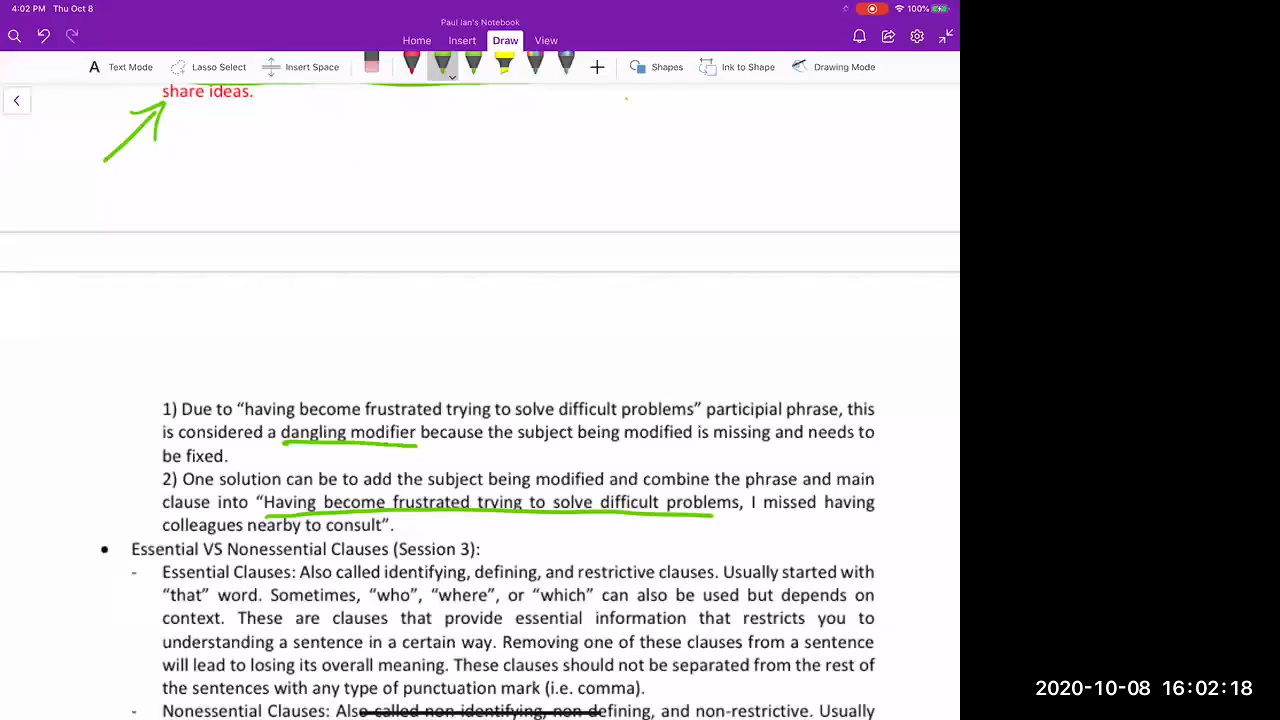 4:02 PM Thu Oct 8
100%
Paul Ian's Notebook
Home Insert Draw View
Text Mode Lasso Select Insert Space Shapes Ink to Shape Drawing Mode
share ideas.
1) Due to “having become frustrated trying to solve difficult problems” participial phrase, this
is considered a dangling modifier because the subject being modified is missing and needs to
be fixed.
2) One solution can be to add the subject being modified and combine the phrase and main
clause into “Having become frustrated trying to solve difficult problems, I missed having
colleagues nearby to consult”.
• Essential VS Nonessential Clauses (Session 3):
- Essential Clauses: Also called identifying, defining, and restrictive clauses. Usually started with
“that” word. Sometimes, “who”, “where”, or “which” can also be used but depends on
context. These are clauses that provide essential information that restricts you to
understanding a sentence in a certain way. Removing one of these clauses from a sentence
will lead to losing its overall meaning. These clauses should not be separated from the rest of
the sentences with any type of punctuation mark (i.e. comma).
- Nonessential Clauses: Also called non-identifying, non-defining, and non-restrictive. Usually
2020-10-08 16:02:18